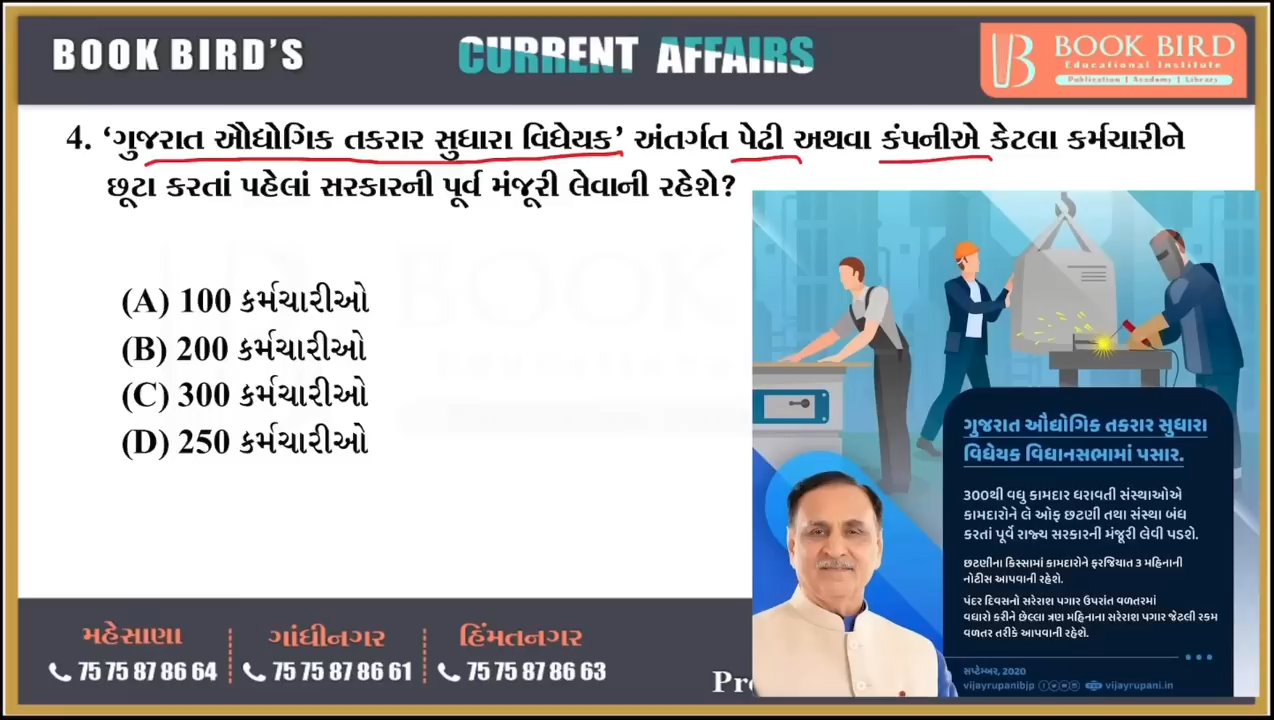 BOOK BIRD'S
CURRENT AFFAIRS
BOOK BIRD
Educational Institute
Publication | Academy | Library
4. ‘ગુજરાત ઔદ્યોગિક તકરાર સુધારા વિધેયક’ અંતર્ગત પેઢી અથવા કંપનીએ કેટલા કર્મચારીને
છૂટા કરતાં પહેલાં સરકારની પૂર્વ મંજૂરી લેવાની રહેશે?
(A) 100 કર્મચારીઓ
(B) 200 કર્મચારીઓ
(C) 300 કર્મચારીઓ
(D) 250 કર્મચારીઓ
ગુજરાત ઔદ્યોગિક તકરાર સુધારા
વિધેયક વિધાનસભામાં પસાર.
300થી વધુ કામદાર ધરાવતી સંસ્થાઓએ
કામદારોને લે ઓફ છટણી તથા સંસ્થા બંધ
કરતાં પૂર્વે રાજ્ય સરકારની મંજૂરી લેવી પડશે.
છટણીના કિસ્સામાં કામદારોને ફરજિયાત 3 મહિનાની
નોટીસ આપવાની રહેશે.
પંદર દિવસનો સરેરાશ પગાર ઉપરાંત વળતરમાં
વધારો કરીને છેલ્લા ત્રણ મહિનાના સરેરાશ પગાર જેટલી રકમ
વળતર તરીકે આપવાની રહેશે.
સપ્ટેમ્બર, 2020
vijayrupanibjp vijayrupani.in
મહેસાણા
75 75 87 86 64
ગાંધીનગર
75 75 87 86 61
હિંમતનગર
75 75 87 86 63